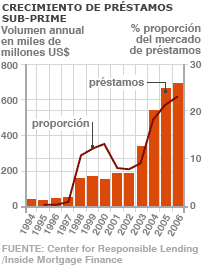 CRECIMIENTO DE PRÉSTAMOS
SUB-PRIME
Volumen annual
en miles de
millones US$
% proporción
del mercado
de préstamos
800
600
400
200
0
30
20
10
0
préstamos
proporción
1994
1995
1996
1997
1998
1999
2000
2001
2002
2003
2004
2005
2006
FUENTE: Center for Responsible Lending
/Inside Mortgage Finance